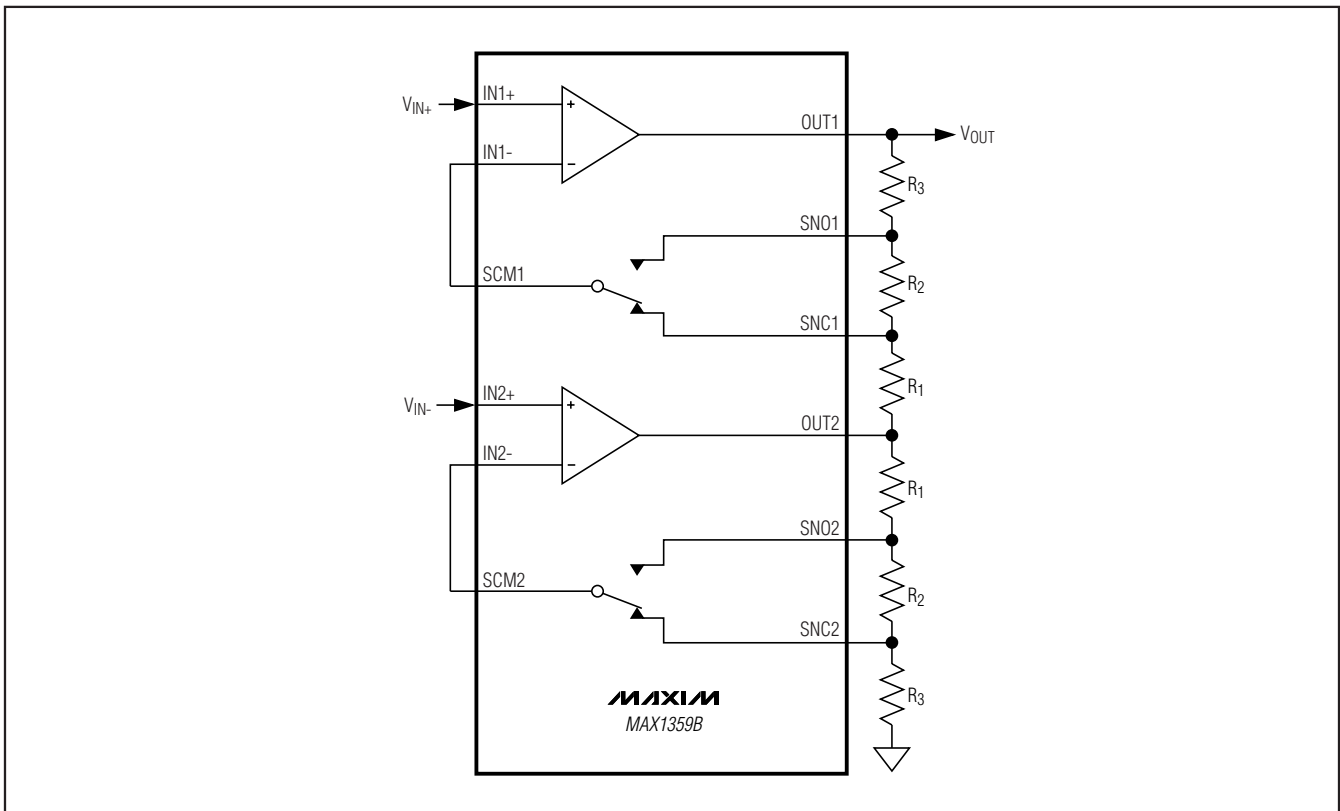 IN1+
VIN+
OUT1
VOUT
IN1-
R3
SNO1
SCM1
R2
SNC1
R1
IN2+
VIN-
OUT2
IN2-
R1
SNO2
SCM2
R2
SNC2
R3
MAXIM
MAX1359B